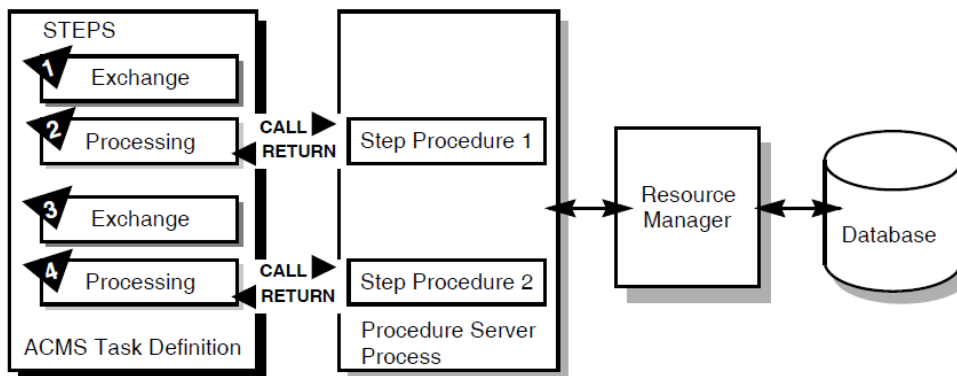 STEPS
1
Exchange
2
Processing
3
Exchange
4
Processing
ACMS Task Definition
CALL
RETURN
CALL
RETURN
Step Procedure 1
Step Procedure 2
Procedure Server
Process
Resource
Manager
Database